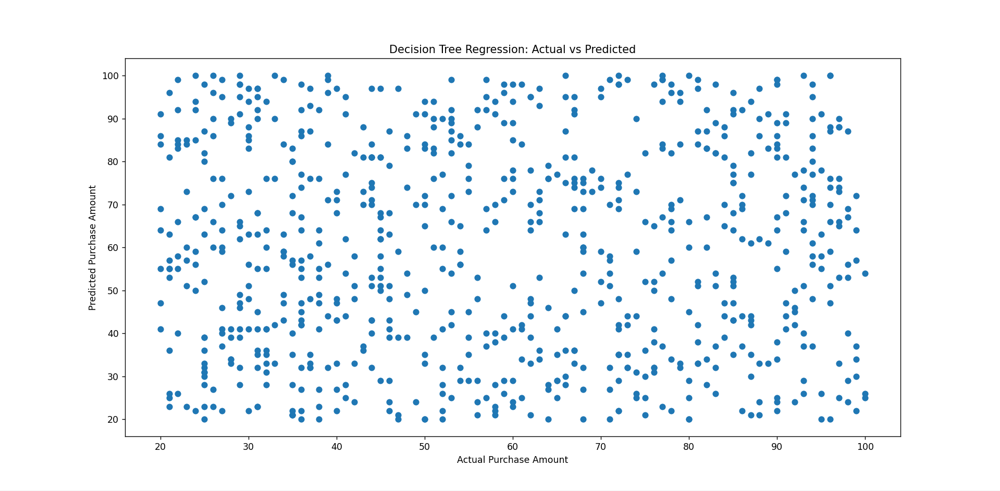 Decision Tree Regression: Actual vs Predicted
100
90
80
70
60
50
40
30
20
Predicted Purchase Amount
20 30 40 50 60 70 80 90 100
Actual Purchase Amount